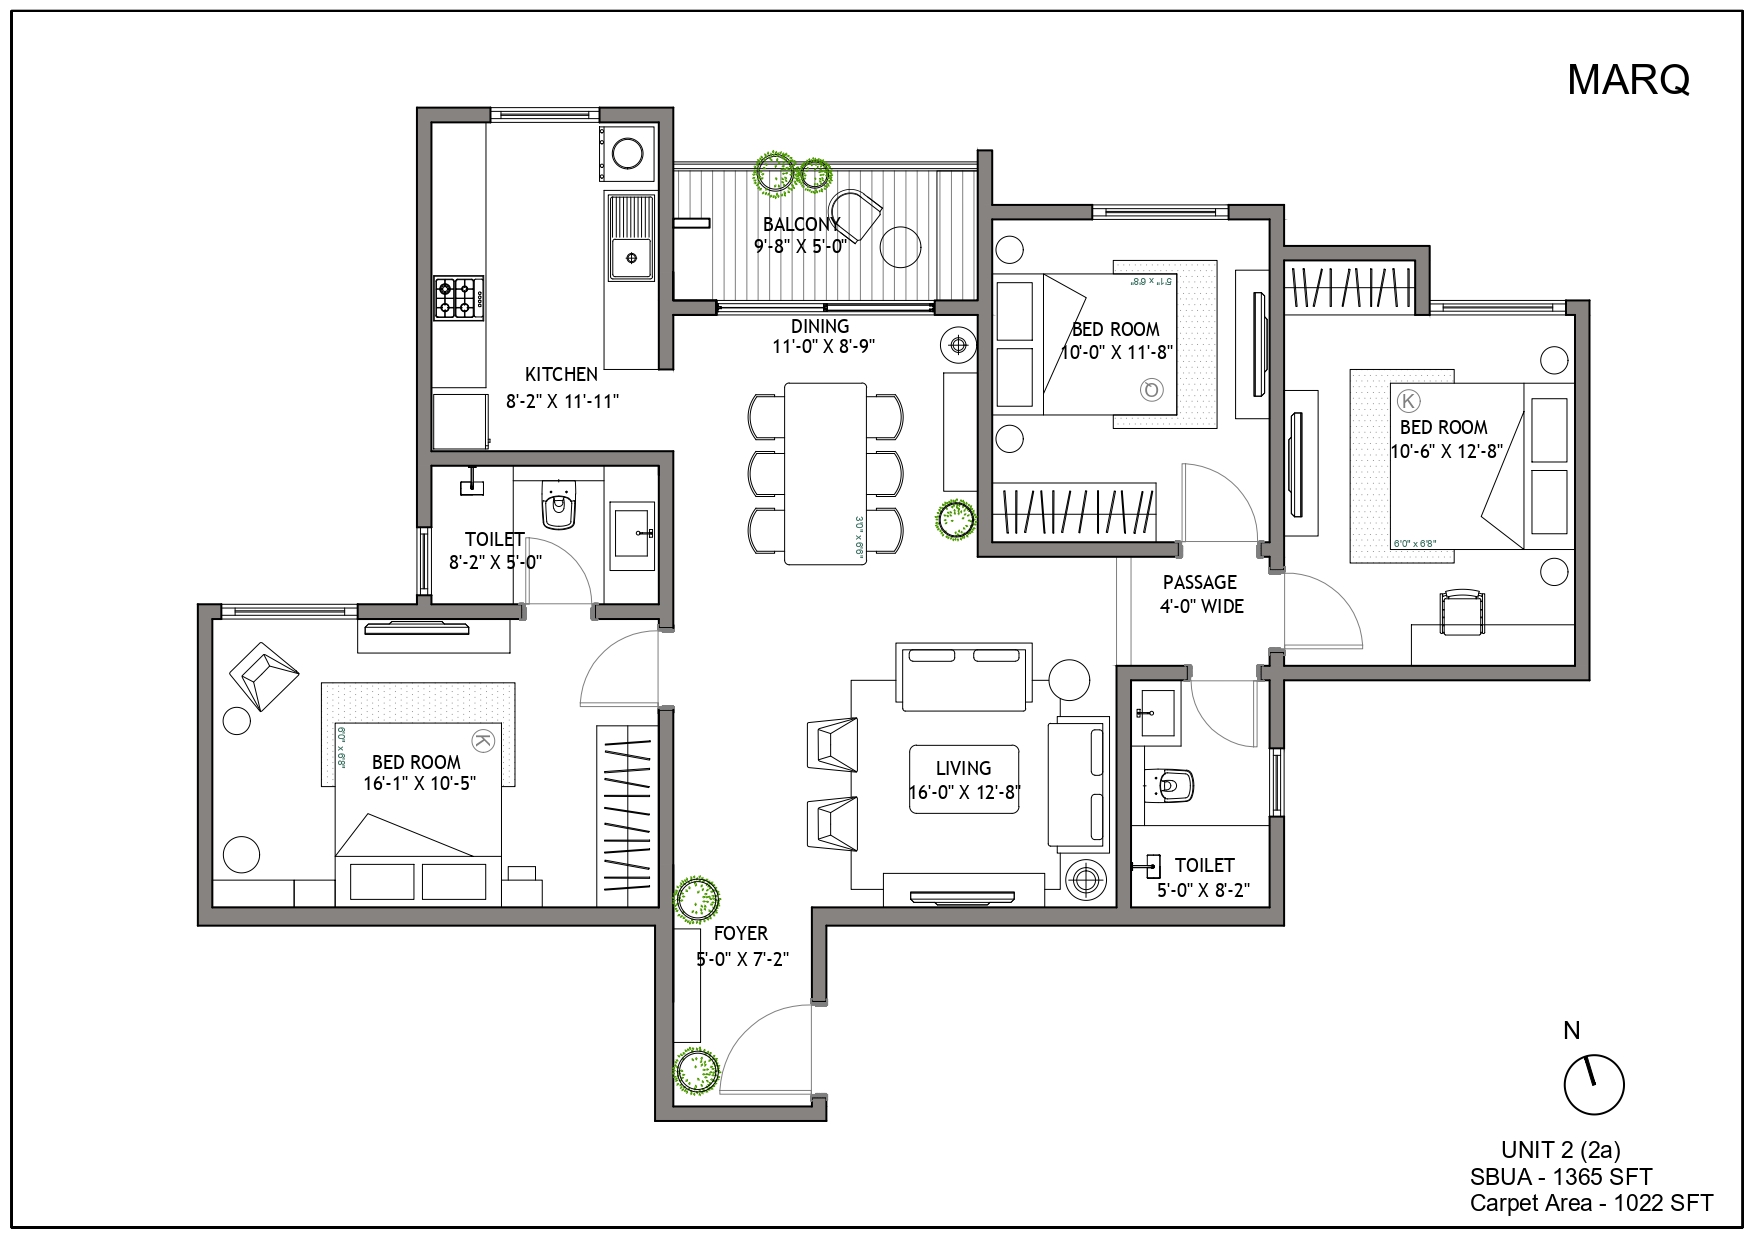 MARQ
BALCONY
9'-8" X 5'-0"
DINING
11'-0" X 8'-9"
KITCHEN
8'-2" X 11'-11"
5'1" x 6'8"
BED ROOM
10'-0" X 11'-8"
Q
K
BED ROOM
10'-6" X 12'-8"
6'0" x 6'8"
3'0" x 6'6"
TOILET
8'-2" X 5'-0"
PASSAGE
4'-0" WIDE
6'0" x 6'8"
K
BED ROOM
16'-1" X 10'-5"
LIVING
16'-0" X 12'-8"
TOILET
5'-0" X 8'-2"
FOYER
5'-0" X 7'-2"
N
UNIT 2 (2a)
SBUA - 1365 SFT
Carpet Area - 1022 SFT